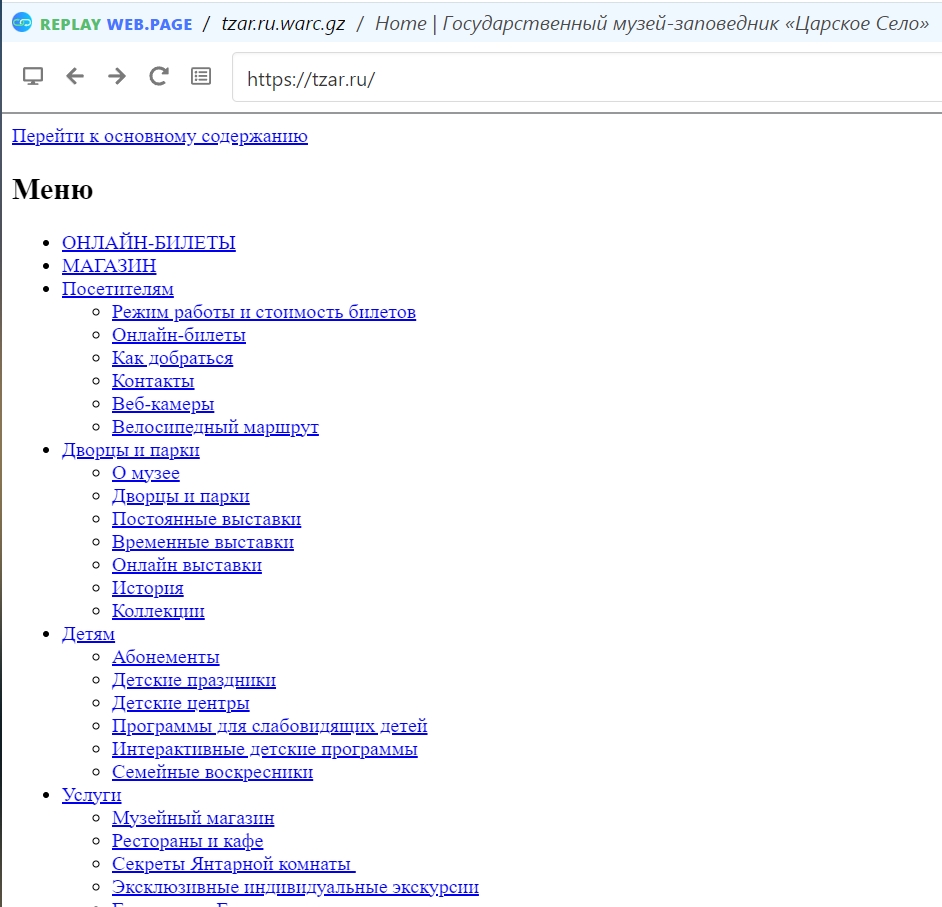 REPLAY WEB.PAGE / tzar.ru.warc.gz / Home | Государственный музей-заповедник «Царское Село»
https://tzar.ru/
Перейти к основному содержанию
Меню
ОНЛАЙН-БИЛЕТЫ
МАГАЗИН
Посетителям
Режим работы и стоимость билетов
Онлайн-билеты
Как добраться
Контакты
Веб-камеры
Велосипедный маршрут
Дворцы и парки
О музее
Дворцы и парки
Постоянные выставки
Временные выставки
Онлайн выставки
История
Коллекции
Детям
Абонементы
Детские праздники
Детские центры
Программы для слабовидящих детей
Интерактивные детские программы
Семейные воскресники
Услуги
Музейный магазин
Рестораны и кафе
Секреты Янтарной комнаты
Эксклюзивные индивидуальные экскурсии